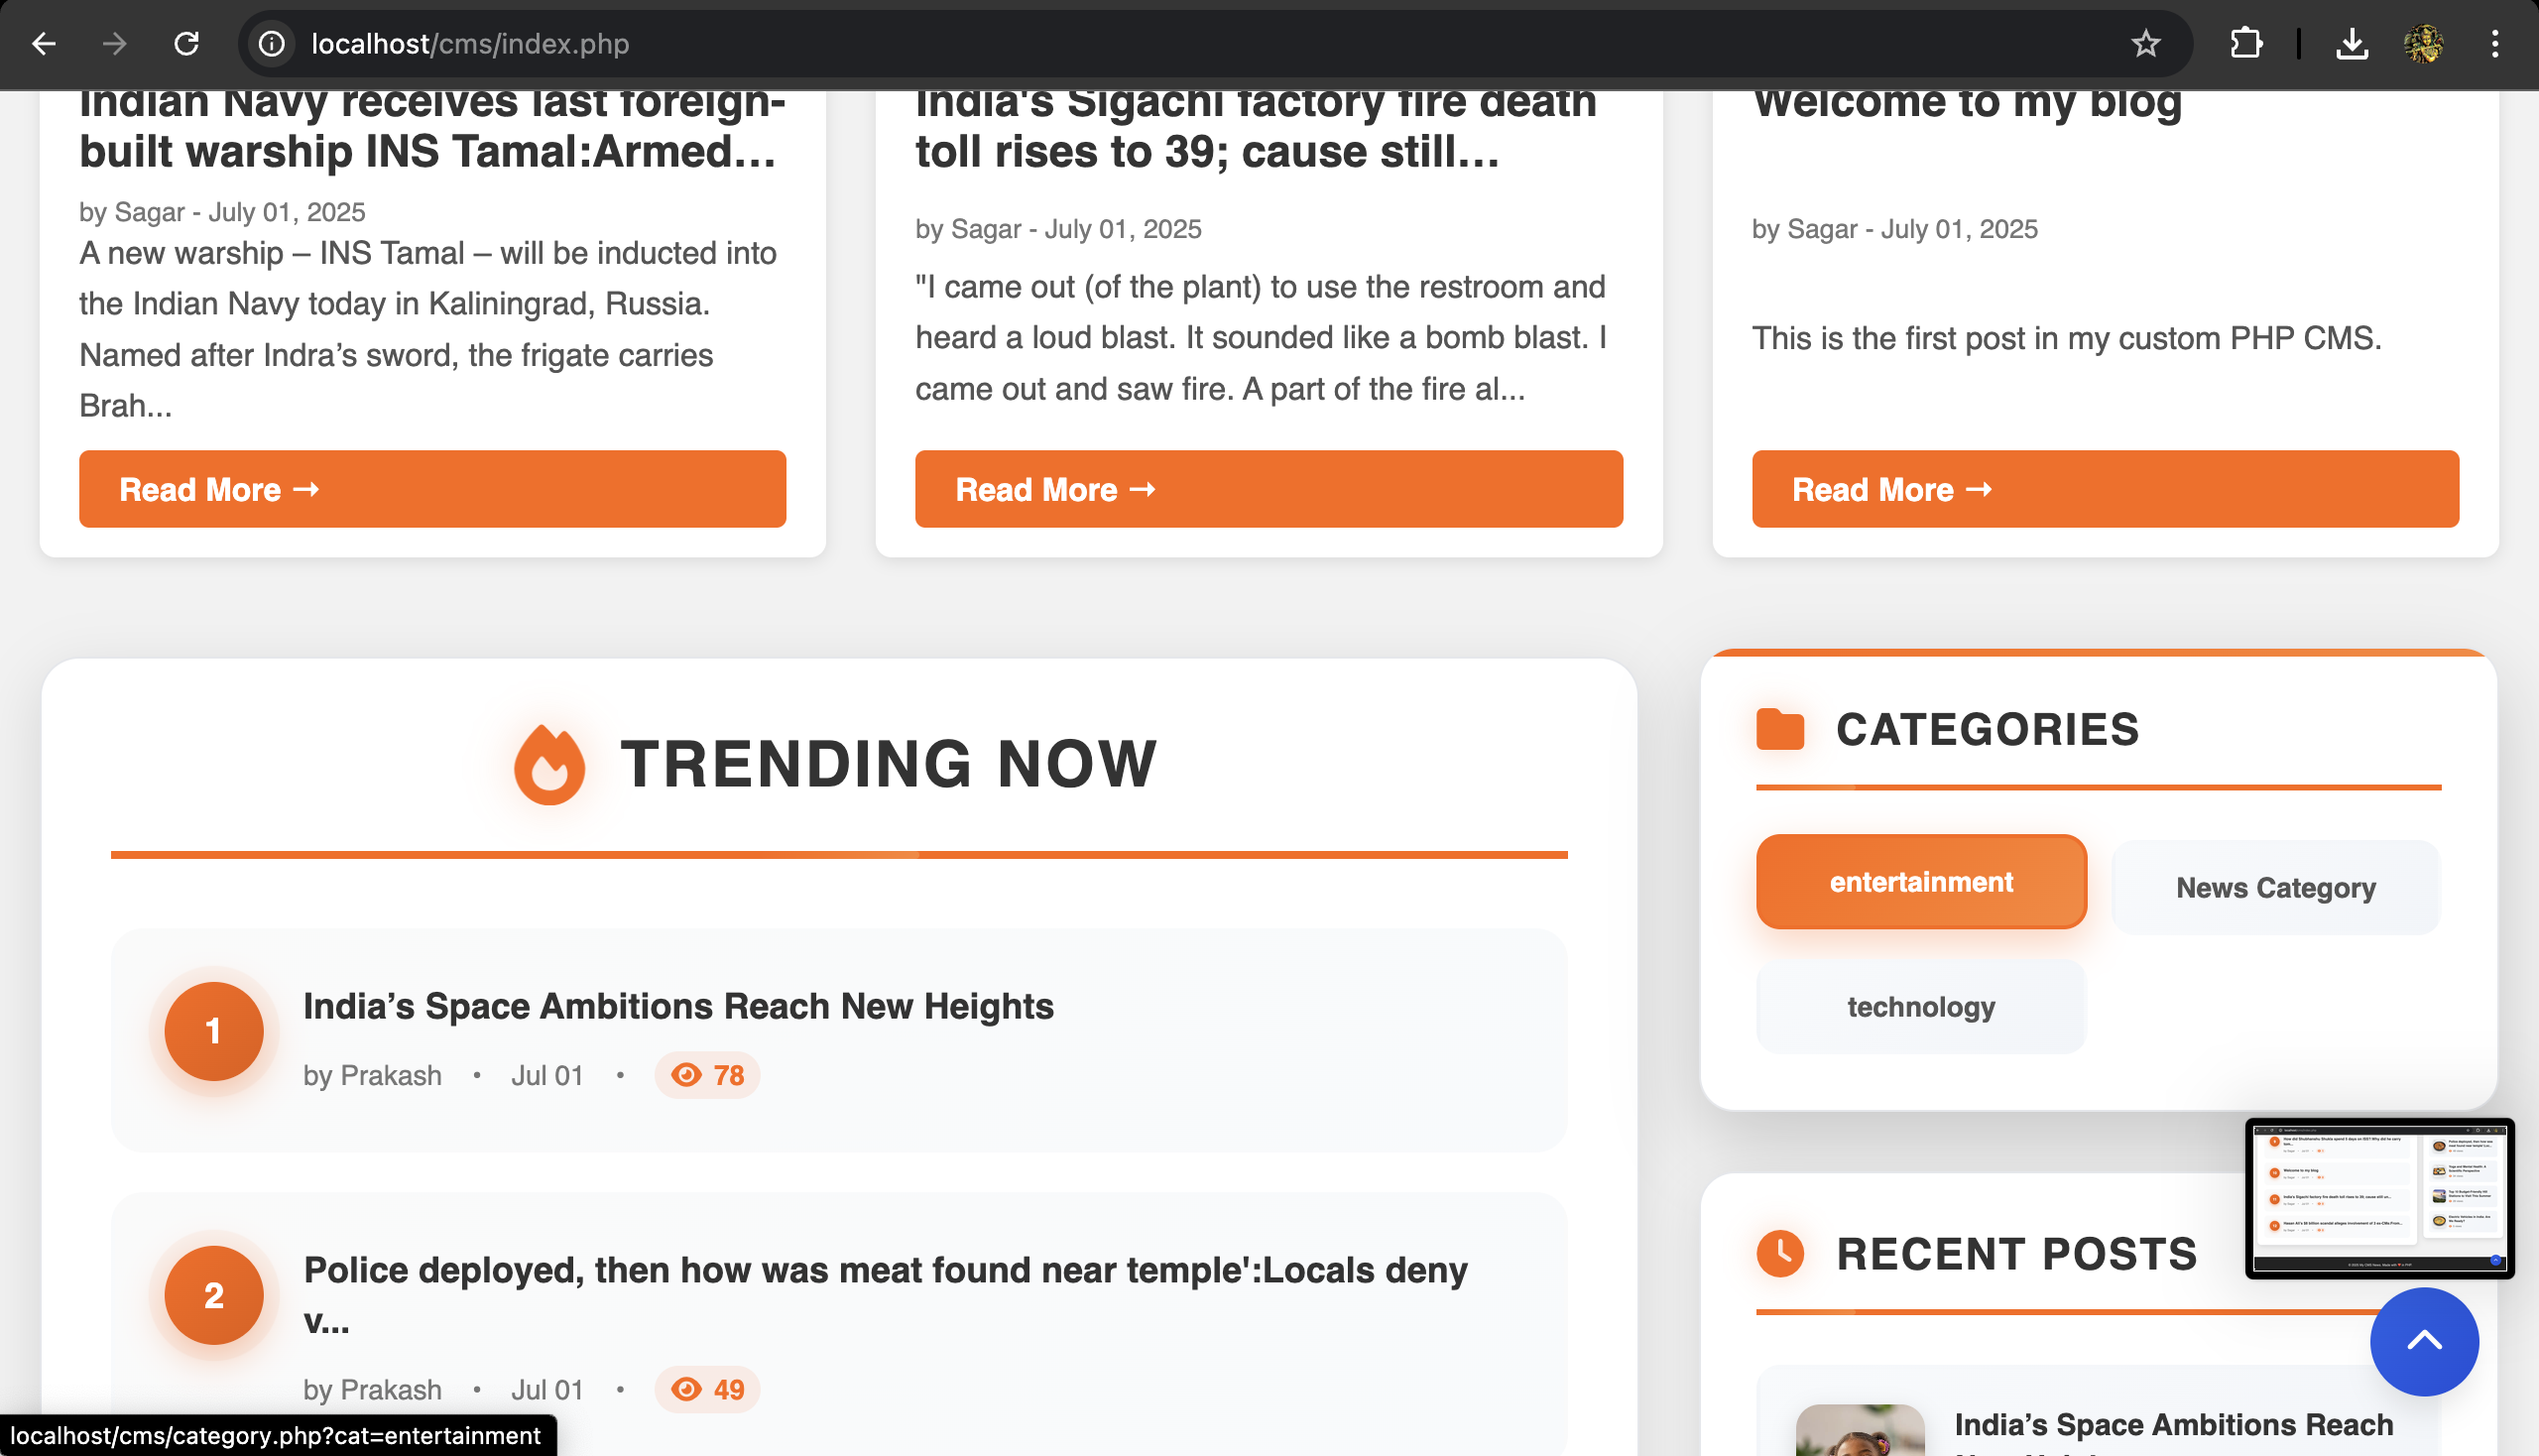 localhost/cms/index.php
Indian Navy receives last foreign-
built warship INS Tamal:Armed...
by Sagar - July 01, 2025
A new warship – INS Tamal – will be inducted into
the Indian Navy today in Kaliningrad, Russia.
Named after Indra’s sword, the frigate carries
Brah...
Read More →
India's Sigachi factory fire death
toll rises to 39; cause still...
by Sagar - July 01, 2025
"I came out (of the plant) to use the restroom and
heard a loud blast. It sounded like a bomb blast. I
came out and saw fire. A part of the fire al...
Read More →
Welcome to my blog
by Sagar - July 01, 2025
This is the first post in my custom PHP CMS.
Read More →
TRENDING NOW
1
India’s Space Ambitions Reach New Heights
by Prakash • Jul 01 • 78
2
Police deployed, then how was meat found near temple':Locals deny
v...
by Prakash • Jul 01 • 49
CATEGORIES
entertainment
News Category
technology
RECENT POSTS
India’s Space Ambitions Reach
localhost/cms/category.php?cat=entertainment